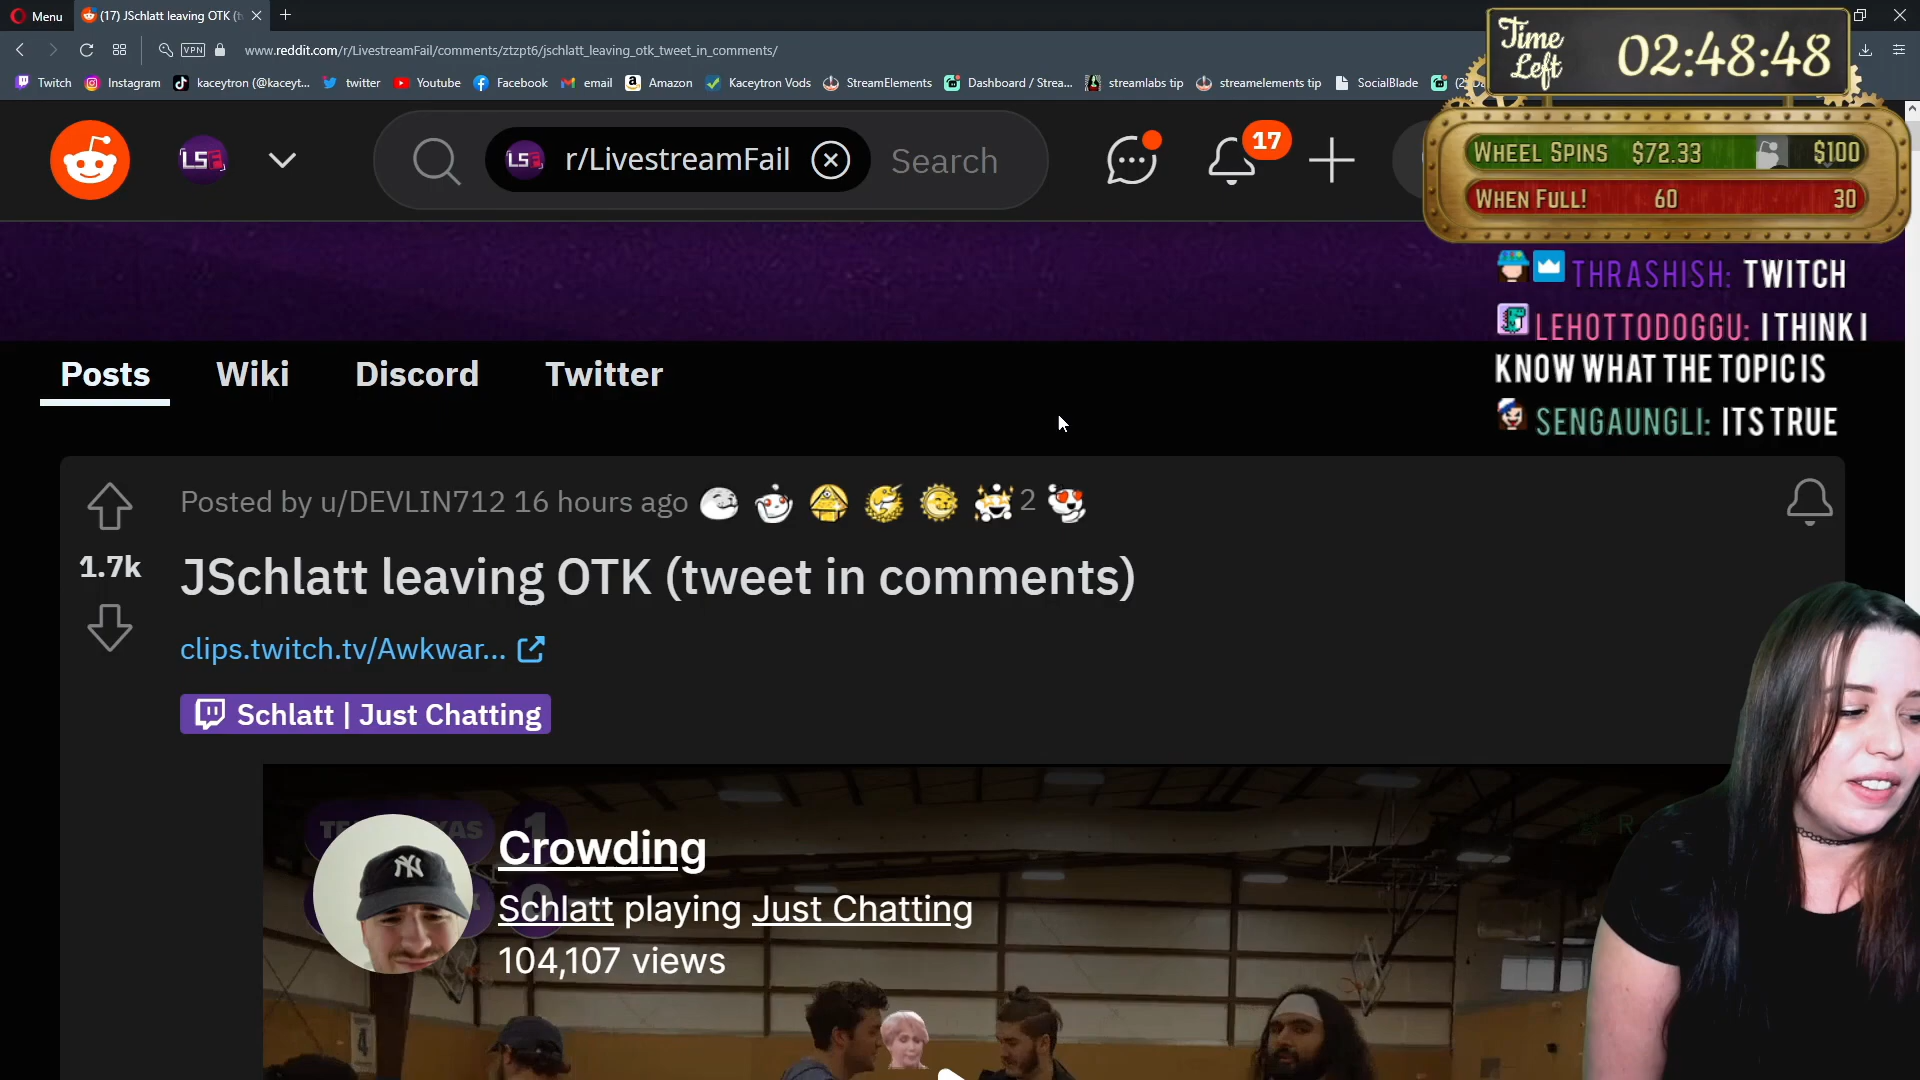 Menu
(17) JSchlatt leaving OTK (
VPN
www.reddit.com/r/LivestreamFail/comments/ztzpt6/jschlatt_leaving_otk_tweet_in_comments/
Twitch Instagram kaceytron (@kaceyt... twitter Youtube Facebook email Amazon Kaceytron Vods StreamElements Dashboard / Strea... streamlabs tip streamelements tip SocialBlade
Time Left 02:48:48
WHEEL SPINS $72.33 $100
WHEN FULL! 60 30
LSF LSF r/LivestreamFail Search 17
THRASHISH: TWITCH
LEHOTTODOGGU: I THINK I
KNOW WHAT THE TOPIC IS
SENGAUNGLI: ITS TRUE
Posts Wiki Discord Twitter
Posted by u/DEVLIN712 16 hours ago 2
1.7k
JSchlatt leaving OTK (tweet in comments)
clips.twitch.tv/Awkwar...
Schlatt | Just Chatting
Crowding
Schlatt playing Just Chatting
104,107 views